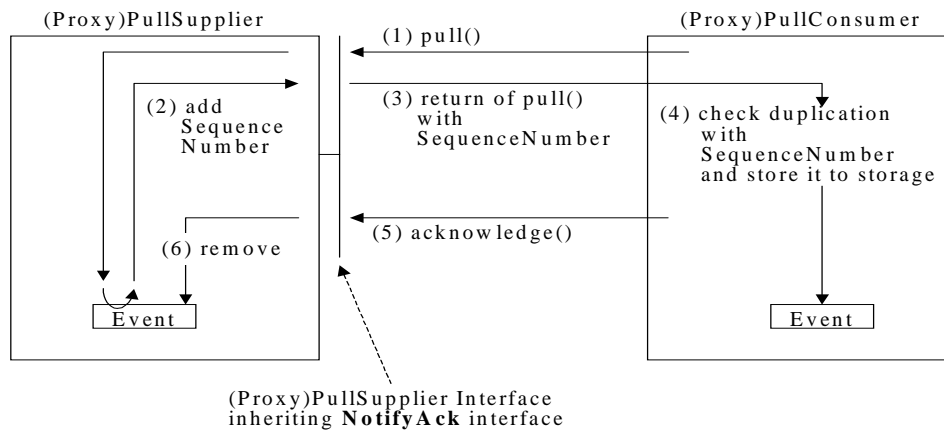 (Proxy)PullSupplier
(Proxy)PullConsumer
(1) pull()
(2) add
Sequence
Number
(3) return of pull()
with
SequenceNumber
(4) check duplication
with
SequenceNumber
and store it to storage
(5) acknowledge()
(6) remove
Event
Event
(Proxy)PullSupplier Interface
inheriting NotifyAck interface